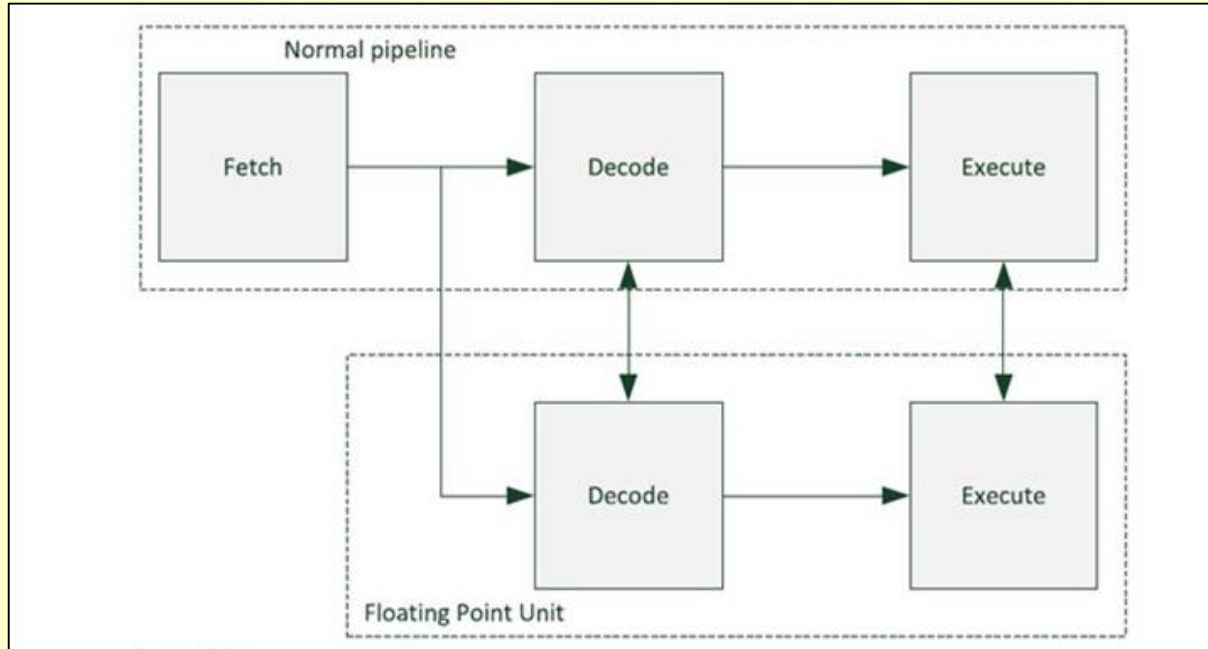 Normal pipeline
Fetch
Decode
Execute
Decode
Execute
Floating Point Unit